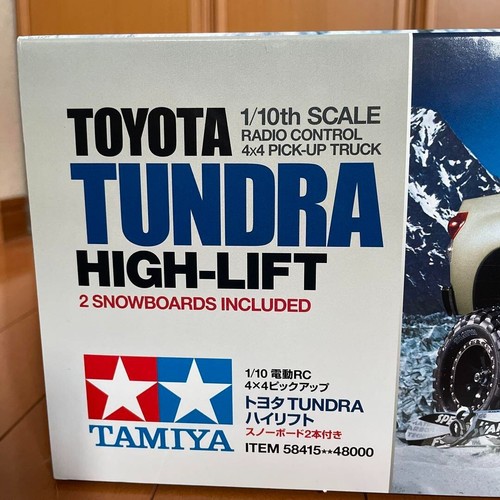 TOYOTA
1/10th SCALE
RADIO CONTROL
4x4 PICK-UP TRUCK
TUNDRA
HIGH-LIFT
2 SNOWBOARDS INCLUDED
TAMIYA
1/10 電動RC
4×4ピックアップ
トヨタ TUNDRA
ハイリフト
スノーボード2本付き
ITEM 58415**48000